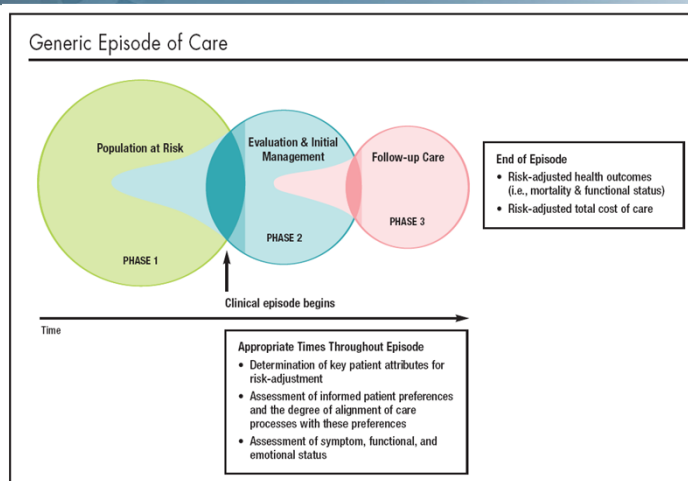 Generic Episode of Care
Population at Risk
PHASE 1
Evaluation & Initial
Management
PHASE 2
Follow-up Care
PHASE 3
End of Episode
• Risk-adjusted health outcomes
(i.e., mortality & functional status)
• Risk-adjusted total cost of care
Clinical episode begins
Time
Appropriate Times Throughout Episode
• Determination of key patient attributes for
risk-adjustment
• Assessment of informed patient preferences
and the degree of alignment of care
processes with these preferences
• Assessment of symptom, functional, and
emotional status